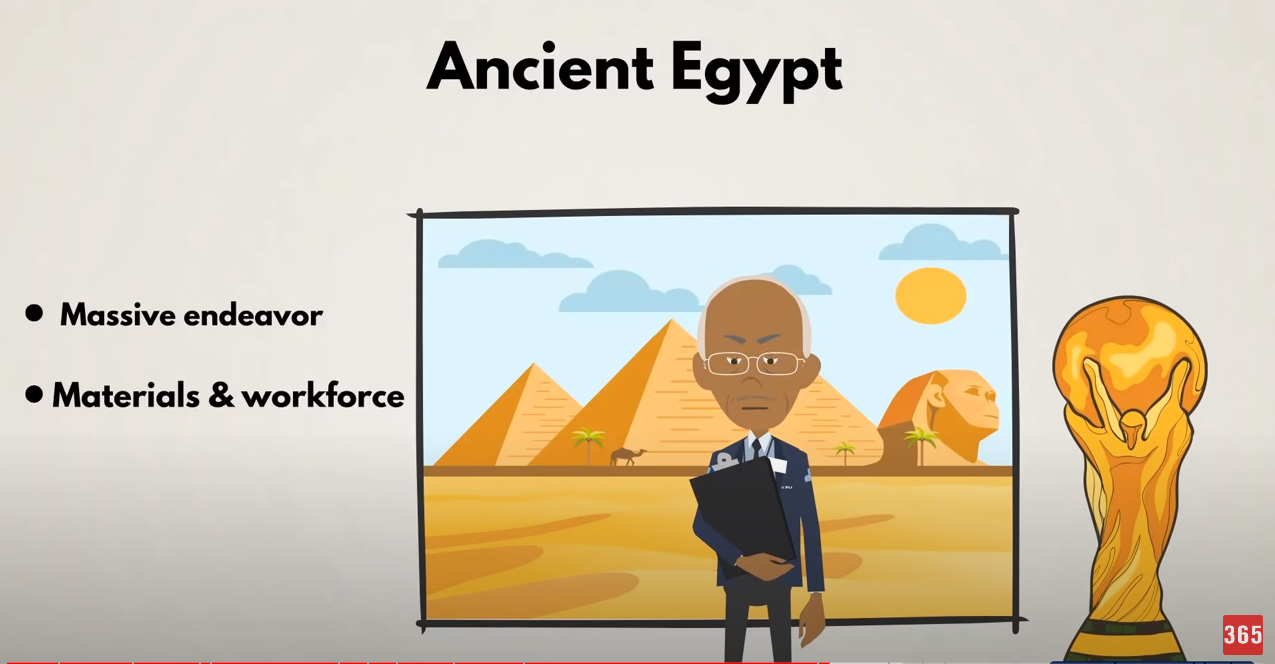 Ancient Egypt
● Massive endeavor
● Materials & workforce
365